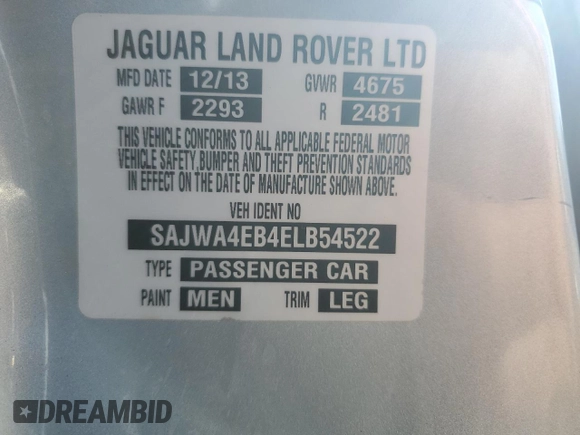 JAGUAR LAND ROVER LTD
MFD DATE 12/13 GVWR 4675
GAWR F 2293 R 2481
THIS VEHICLE CONFORMS TO ALL APPLICABLE FEDERAL MOTOR
VEHICLE SAFETY, BUMPER AND THEFT PREVENTION STANDARDS
IN EFFECT ON THE DATE OF MANUFACTURE SHOWN ABOVE.
VEH IDENT NO
SAJWA4EB4ELB54522
TYPE PASSENGER CAR
PAINT MEN TRIM LEG
DREAMBID